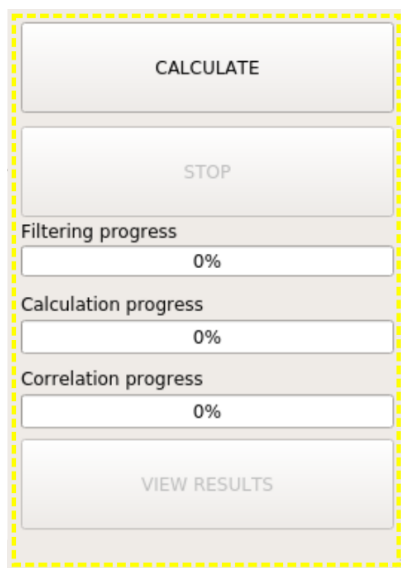 CALCULATE
STOP
Filtering progress
0%
Calculation progress
0%
Correlation progress
0%
VIEW RESULTS